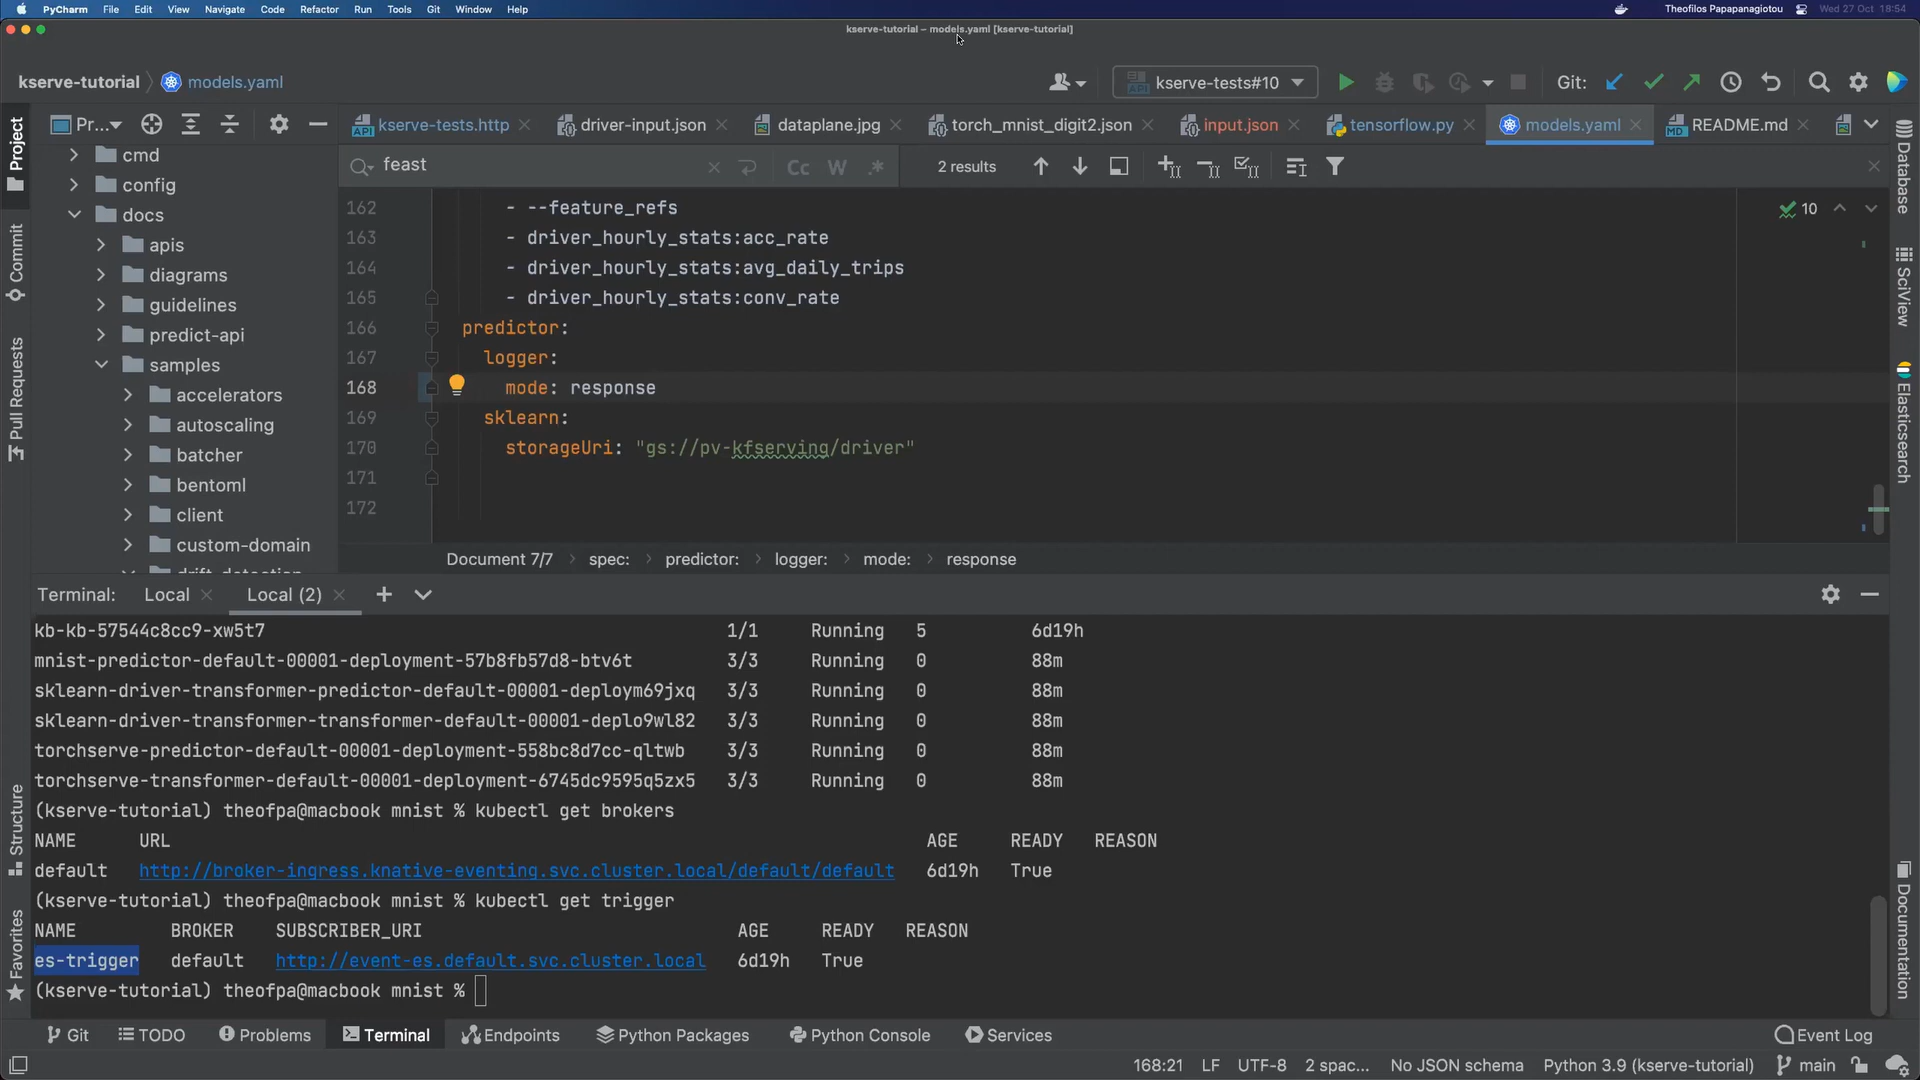 PyCharm File Edit View Navigate Code Refactor Run Tools Git Window Help Theofilos Papapanagiotou Wed 27 Oct 18:54
kserve-tutorial – models.yaml [kserve-tutorial]
kserve-tutorial models.yaml kserve-tests#10 Git:
Project Pr... kserve-tests.http driver-input.json dataplane.jpg torch_mnist_digit2.json input.json tensorflow.py models.yaml README.md
feast Cc W .* 2 results
cmd
config
docs
apis
diagrams
guidelines
predict-api
samples
accelerators
autoscaling
batcher
bentoml
client
custom-domain
Commit
Pull Requests
Structure
Favorites
162 - --feature_refs
163 - driver_hourly_stats:acc_rate
164 - driver_hourly_stats:avg_daily_trips
165 - driver_hourly_stats:conv_rate
166 predictor:
167 logger:
168 mode: response
169 sklearn:
170 storageUri: "gs://pv-kfserving/driver"
171
172
10
Database
SciView
Elasticsearch
Documentation
Document 7/7 spec: predictor: logger: mode: response
Terminal: Local Local (2)
kb-kb-57544c8cc9-xw5t7 1/1 Running 5 6d19h
mnist-predictor-default-00001-deployment-57b8fb57d8-btv6t 3/3 Running 0 88m
sklearn-driver-transformer-predictor-default-00001-deploym69jxq 3/3 Running 0 88m
sklearn-driver-transformer-transformer-default-00001-deplo9wl82 3/3 Running 0 88m
torchserve-predictor-default-00001-deployment-558bc8d7cc-qltwb 3/3 Running 0 88m
torchserve-transformer-default-00001-deployment-6745dc9595q5zx5 3/3 Running 0 88m
(kserve-tutorial) theofpa@macbook mnist % kubectl get brokers
NAME URL AGE READY REASON
default http://broker-ingress.knative-eventing.svc.cluster.local/default/default 6d19h True
(kserve-tutorial) theofpa@macbook mnist % kubectl get trigger
NAME BROKER SUBSCRIBER_URI AGE READY REASON
es-trigger default http://event-es.default.svc.cluster.local 6d19h True
(kserve-tutorial) theofpa@macbook mnist %
Git TODO Problems Terminal Endpoints Python Packages Python Console Services Event Log
168:21 LF UTF-8 2 spac... No JSON schema Python 3.9 (kserve-tutorial) main